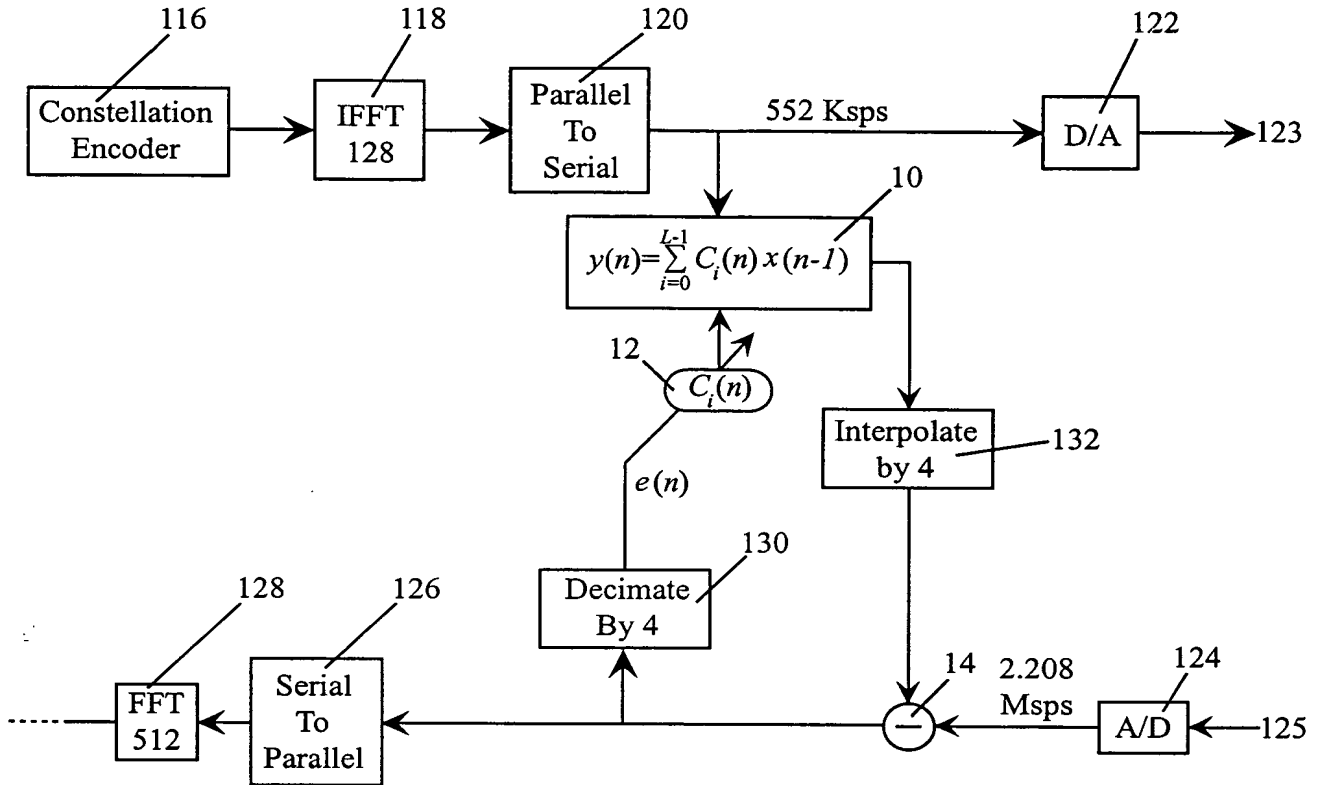 116
118
120
122
Constellation
Encoder
IFFT
128
Parallel
To
Serial
552 Ksps
D/A
123
10
y(n)=∑_{i=0}^{L-1} C_i(n) x(n-1)
12
C_i(n)
Interpolate
by 4
132
e(n)
130
Decimate
By 4
128
126
FFT
512
Serial
To
Parallel
14
2.208
Msps
124
A/D
125